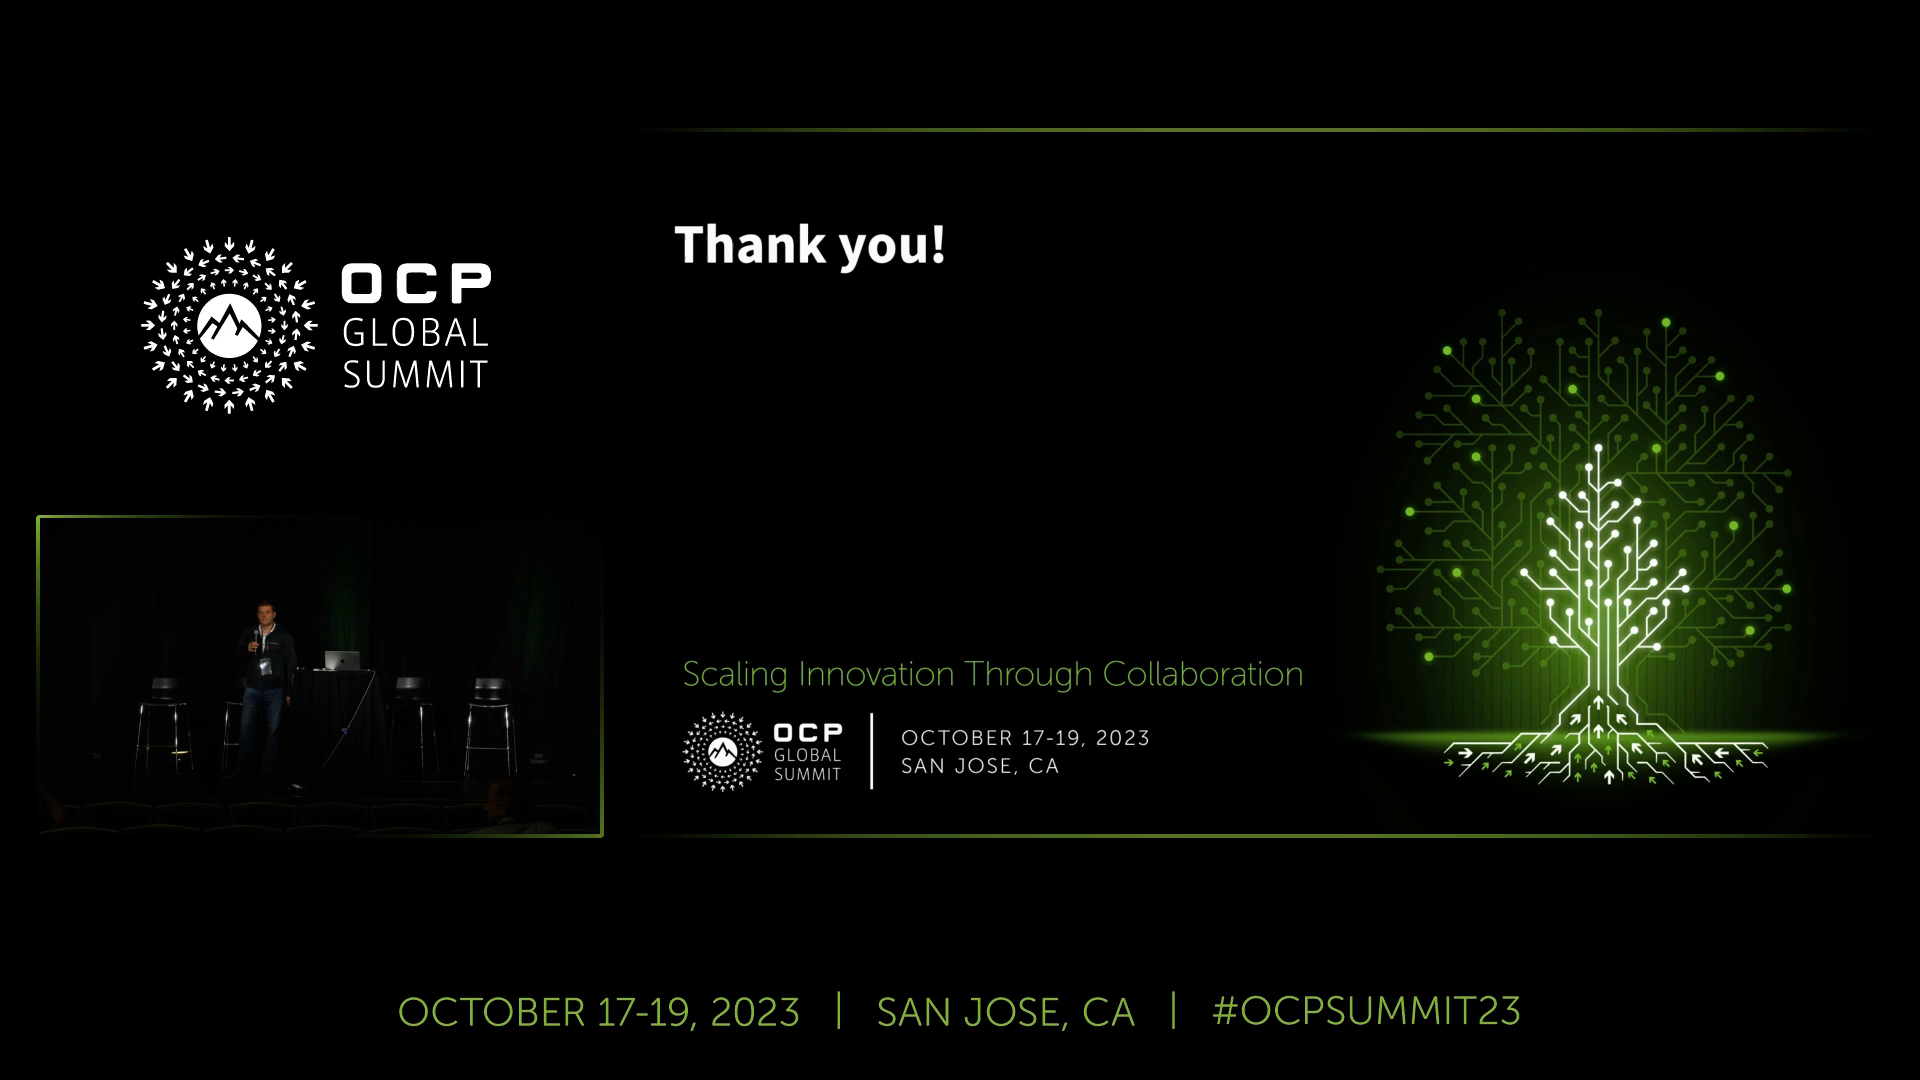 OCP
GLOBAL
SUMMIT
Thank you!
Scaling Innovation Through Collaboration
OCP
GLOBAL
SUMMIT
OCTOBER 17-19, 2023
SAN JOSE, CA
OCTOBER 17-19, 2023 | SAN JOSE, CA | #OCPSUMMIT23